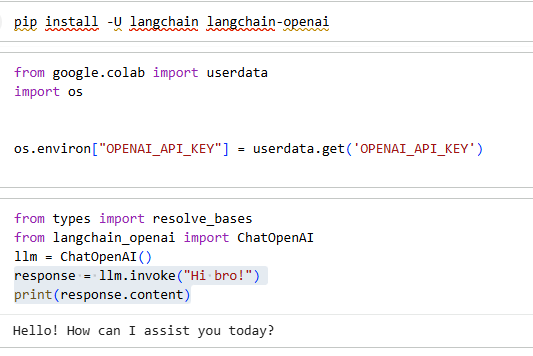 pip install -U langchain langchain-openai
from google.colab import userdata
import os
os.environ["OPENAI_API_KEY"] = userdata.get('OPENAI_API_KEY')
from types import resolve_bases
from langchain_openai import ChatOpenAI
llm = ChatOpenAI()
response = llm.invoke("Hi bro!")
print(response.content)
Hello! How can I assist you today?